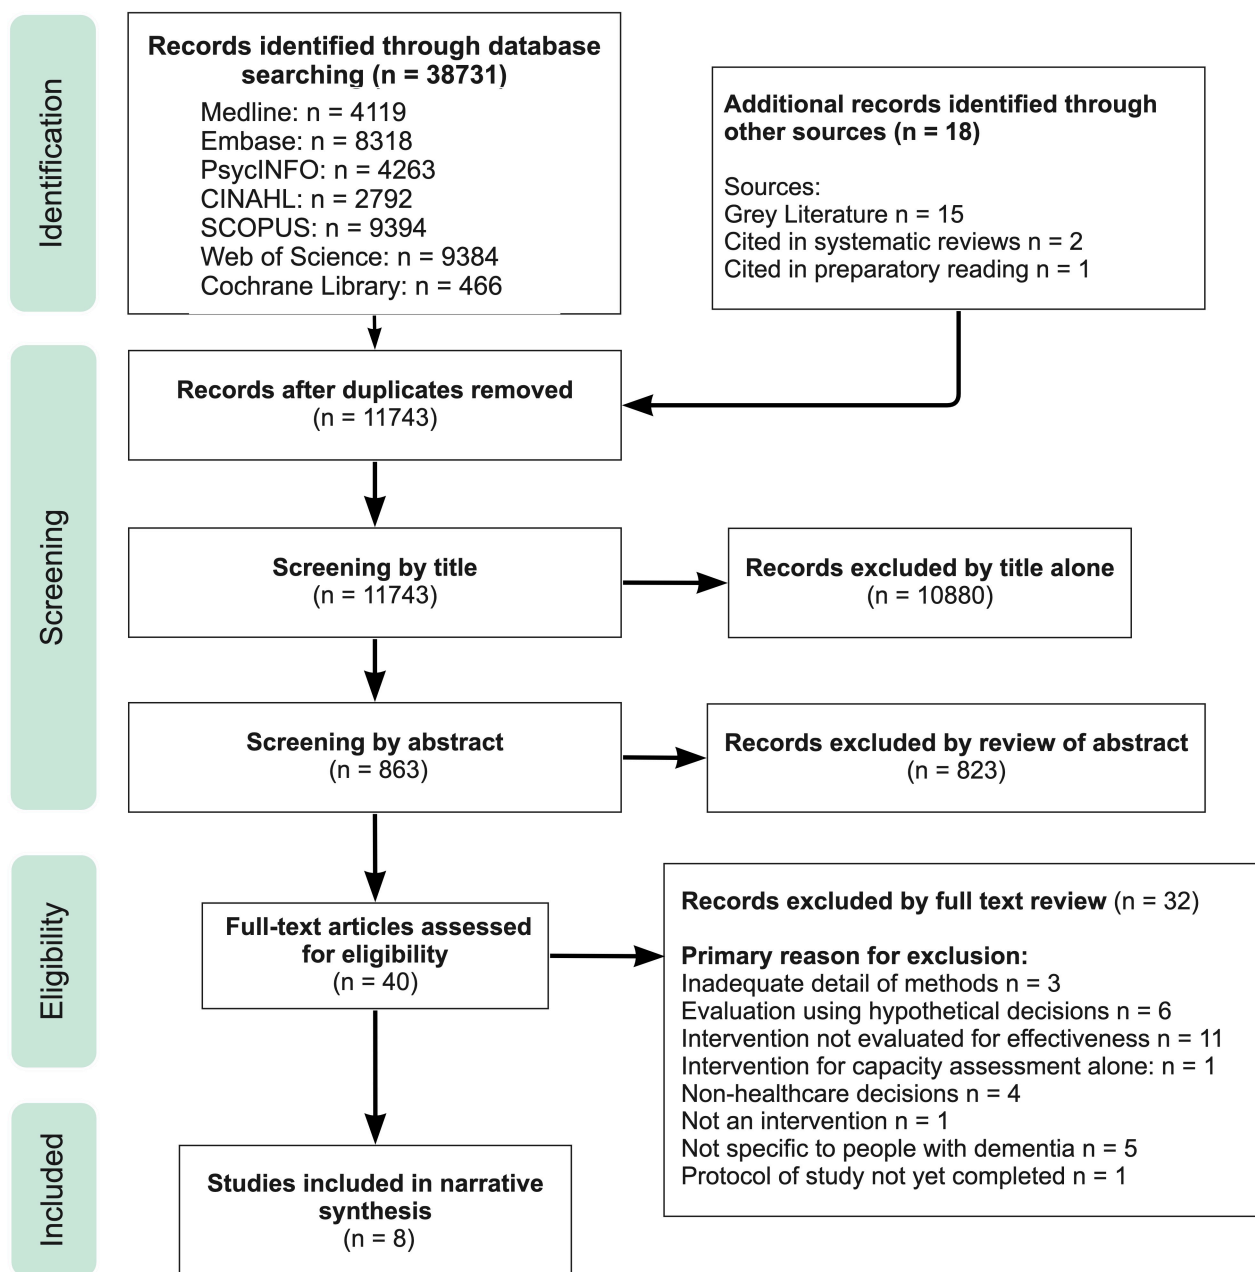 Identification
Records identified through database
searching (n = 38731)
Medline: n = 4119
Embase: n = 8318
PsycINFO: n = 4263
CINAHL: n = 2792
SCOPUS: n = 9394
Web of Science: n = 9384
Cochrane Library: n = 466
Additional records identified through
other sources (n = 18)
Sources:
Grey Literature n = 15
Cited in systematic reviews n = 2
Cited in preparatory reading n = 1
Screening
Records after duplicates removed
(n = 11743)
Screening by title
(n = 11743)
Records excluded by title alone
(n = 10880)
Screening by abstract
(n = 863)
Records excluded by review of abstract
(n = 823)
Eligibility
Full-text articles assessed
for eligibility
(n = 40)
Records excluded by full text review (n = 32)
Primary reason for exclusion:
Inadequate detail of methods n = 3
Evaluation using hypothetical decisions n = 6
Intervention not evaluated for effectiveness n = 11
Intervention for capacity assessment alone: n = 1
Non-healthcare decisions n = 4
Not an intervention n = 1
Not specific to people with dementia n = 5
Protocol of study not yet completed n = 1
Included
Studies included in narrative
synthesis
(n = 8)